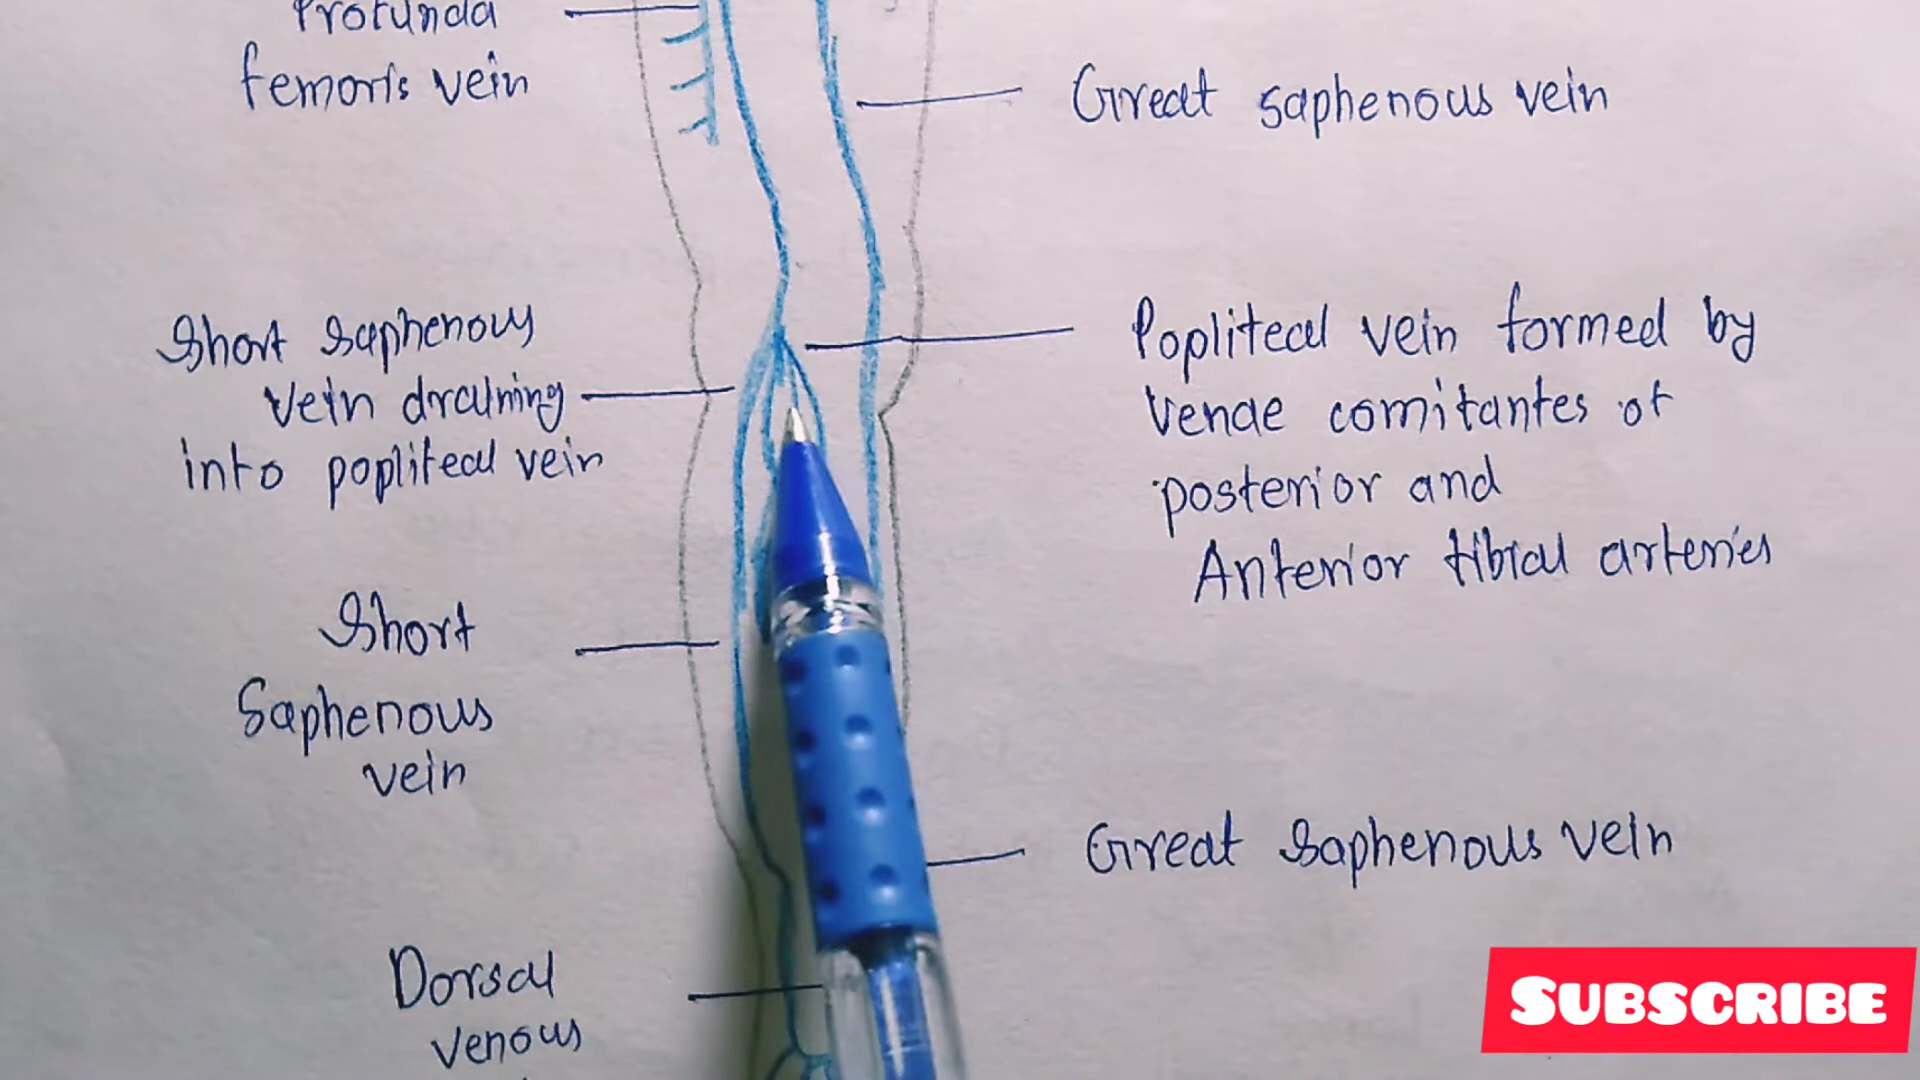 Profunda
femoris vein
Great saphenous vein
Short saphenous
vein draining
into popliteal vein
Popliteal vein formed by
venae comitantes of
posterior and
Anterior tibial arteries
Short
Saphenous
vein
Great saphenous vein
Dorsal
venous
SUBSCRIBE